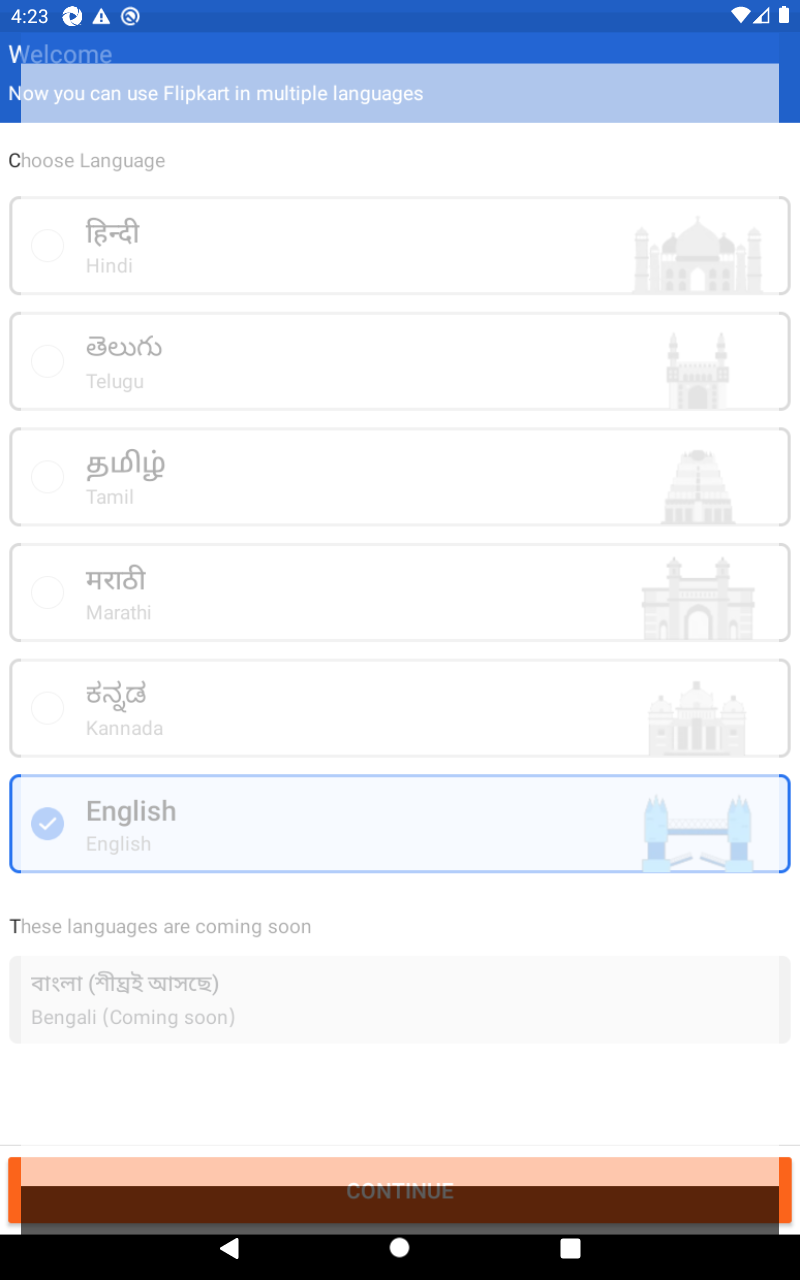 4:23
Welcome
Now you can use Flipkart in multiple languages
Choose Language
हिन्दी
Hindi
తెలుగు
Telugu
தமிழ்
Tamil
मराठी
Marathi
ಕನ್ನಡ
Kannada
English
English
These languages are coming soon
বাংলা (শীঘ্রই আসছে)
Bengali (Coming soon)
CONTINUE